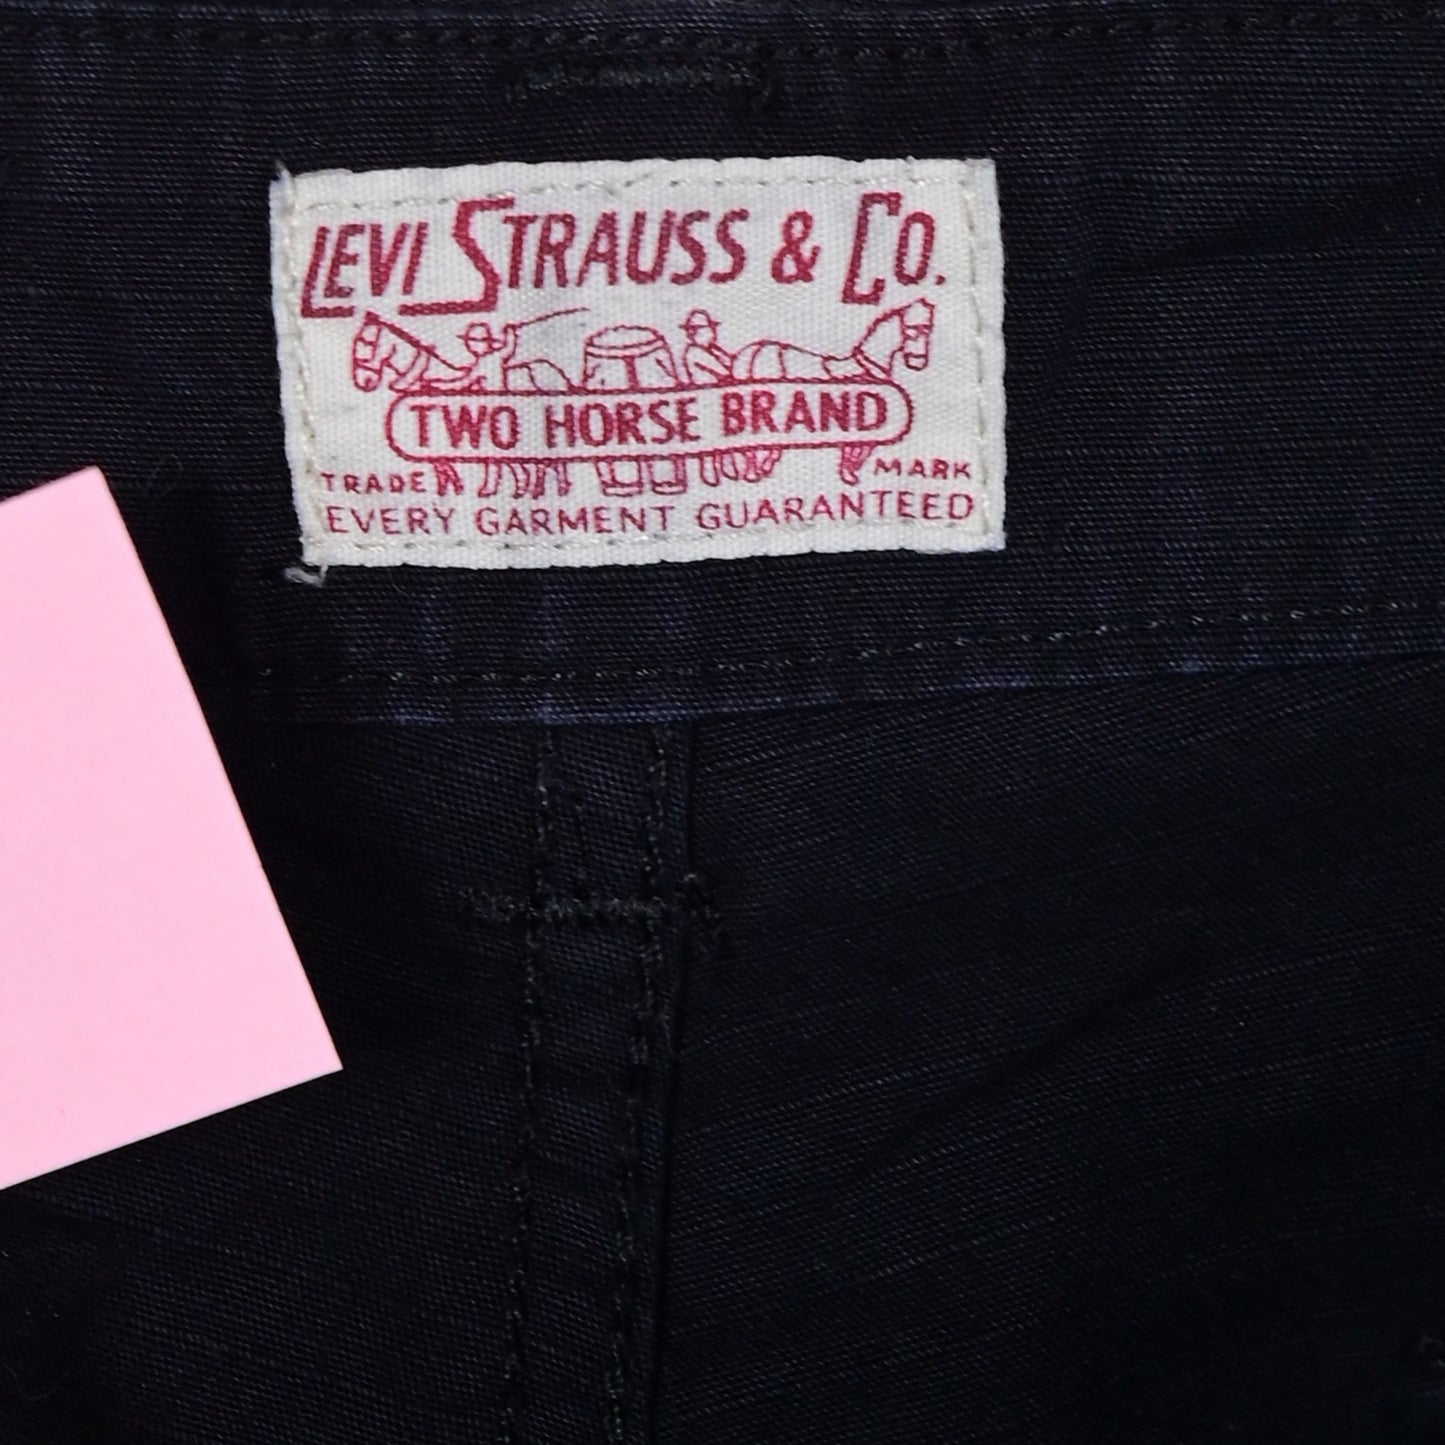 LEVI STRAUSS & CO.
TWO HORSE BRAND
TRADE MARK
EVERY GARMENT GUARANTEED